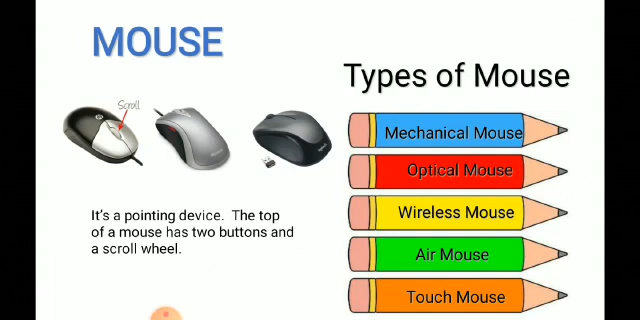 MOUSE
Types of Mouse
Scroll
Mechanical Mouse
Optical Mouse
Wireless Mouse
Air Mouse
Touch Mouse
It's a pointing device. The top
of a mouse has two buttons and
a scroll wheel.